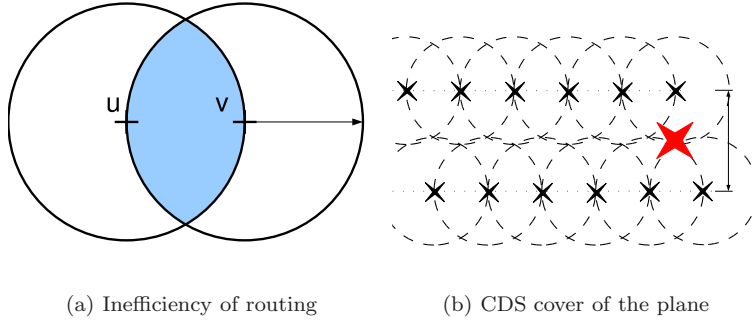 u
v
(a) Inefficiency of routing
(b) CDS cover of the plane